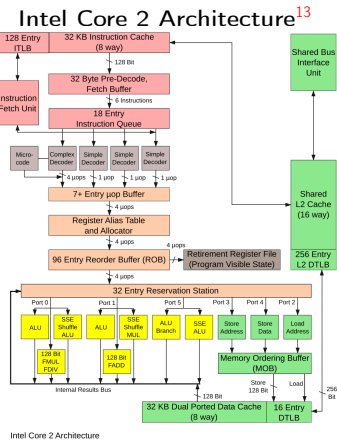 Intel Core 2 Architecture13
128 Entry
ITLB
32 KB Instruction Cache
(8 way)
Shared Bus
Interface
Unit
128 Bit
32 Byte Pre-Decode,
Fetch Buffer
Instruction
Fetch Unit
6 Instructions
18 Entry
Instruction Queue
Micro-
code
Complex
Decoder
Simple
Decoder
Simple
Decoder
Simple
Decoder
4 µops
1 µop
1 µop
1 µop
Shared
L2 Cache
(16 way)
7+ Entry µop Buffer
4 µops
Register Alias Table
and Allocator
4 µops
4 µops
96 Entry Reorder Buffer (ROB)
Retirement Register File
(Program Visible State)
256 Entry
L2 DTLB
4 µops
32 Entry Reservation Station
Port 0
Port 1
Port 5
Port 3
Port 4
Port 2
ALU
SSE
Shuffle
ALU
ALU
SSE
Shuffle
MUL
ALU
Branch
SSE
ALU
Store
Address
Store
Data
Load
Address
128 Bit
FMUL
FDIV
128 Bit
FADD
Memory Ordering Buffer
(MOB)
Internal Results Bus
Store
128 Bit
Load
128 Bit
256
Bit
32 KB Dual Ported Data Cache
(8 way)
16 Entry
DTLB
Intel Core 2 Architecture